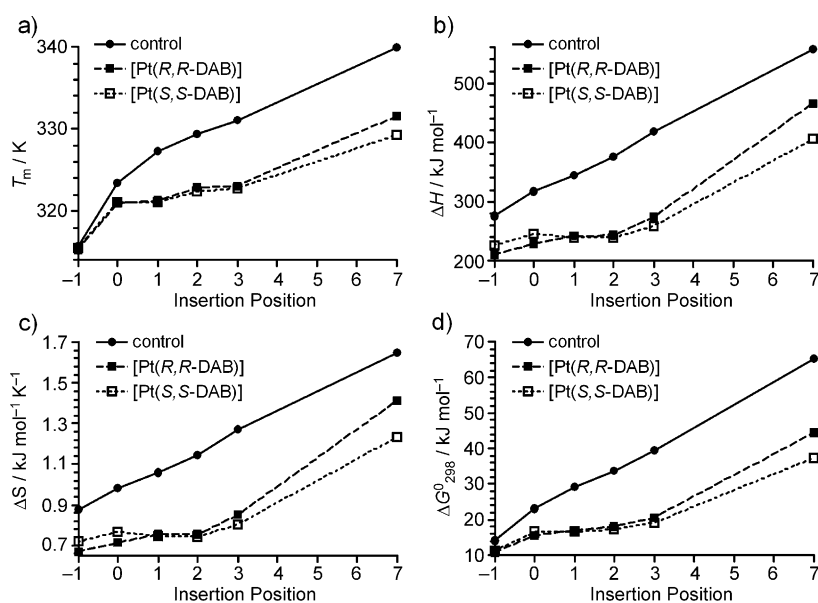 a)
control
[Pt(R,R-DAB)]
[Pt(S,S-DAB)]
340
330
320
Tm / K
–1 0 1 2 3 4 5 6 7
Insertion Position
b)
control
[Pt(R,R-DAB)]
[Pt(S,S-DAB)]
500
400
300
200
ΔH / kJ mol–1
–1 0 1 2 3 4 5 6 7
Insertion Position
c)
control
[Pt(R,R-DAB)]
[Pt(S,S-DAB)]
1.7
1.5
1.3
1.1
0.9
0.7
ΔS / kJ mol–1 K–1
–1 0 1 2 3 4 5 6 7
Insertion Position
d)
control
[Pt(R,R-DAB)]
[Pt(S,S-DAB)]
70
60
50
40
30
20
10
ΔG0298 / kJ mol–1
–1 0 1 2 3 4 5 6 7
Insertion Position